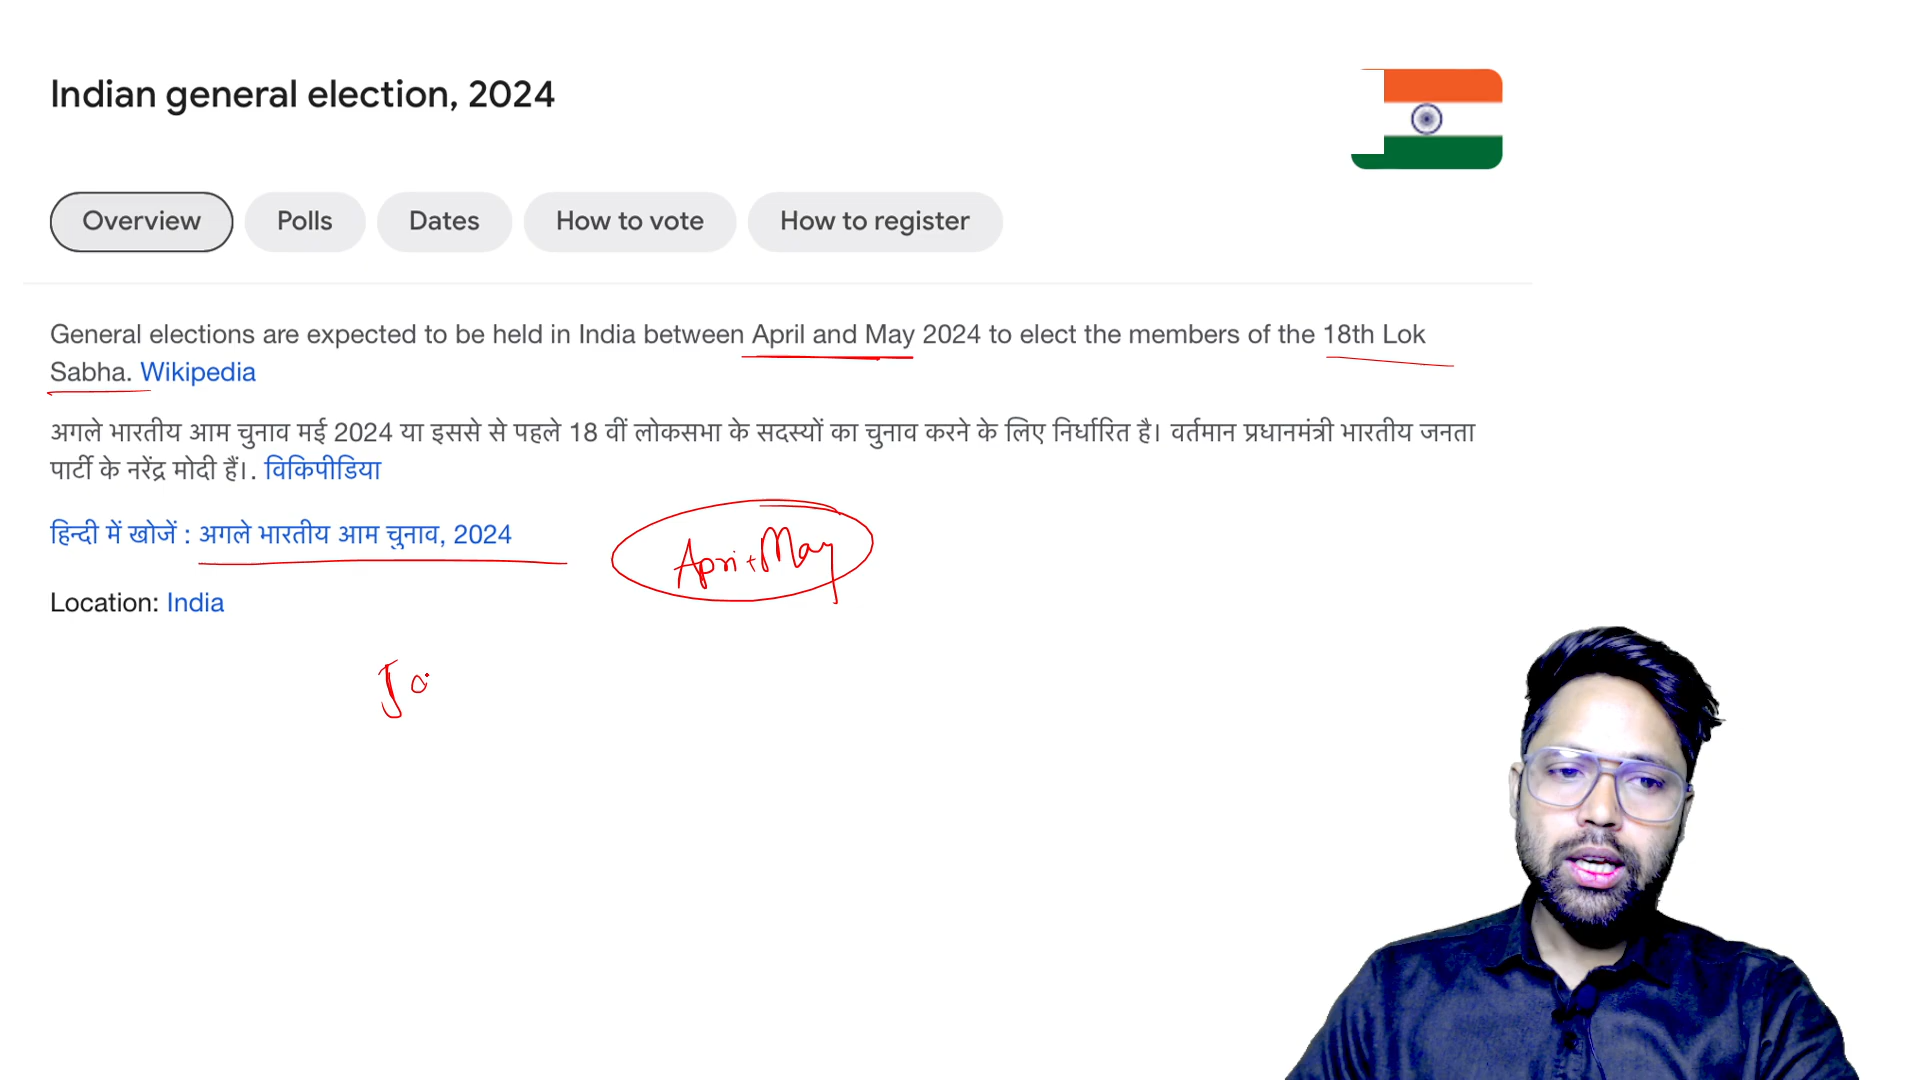 Indian general election, 2024
Overview Polls Dates How to vote How to register
General elections are expected to be held in India between April and May 2024 to elect the members of the 18th Lok
Sabha. Wikipedia
अगले भारतीय आम चुनाव मई 2024 या इससे से पहले 18 वीं लोकसभा के सदस्यों का चुनाव करने के लिए निर्धारित है। वर्तमान प्रधानमंत्री भारतीय जनता
पार्टी के नरेंद्र मोदी हैं।. विकिपीडिया
हिन्दी में खोजें : अगले भारतीय आम चुनाव, 2024
April May
Location: India
Ja